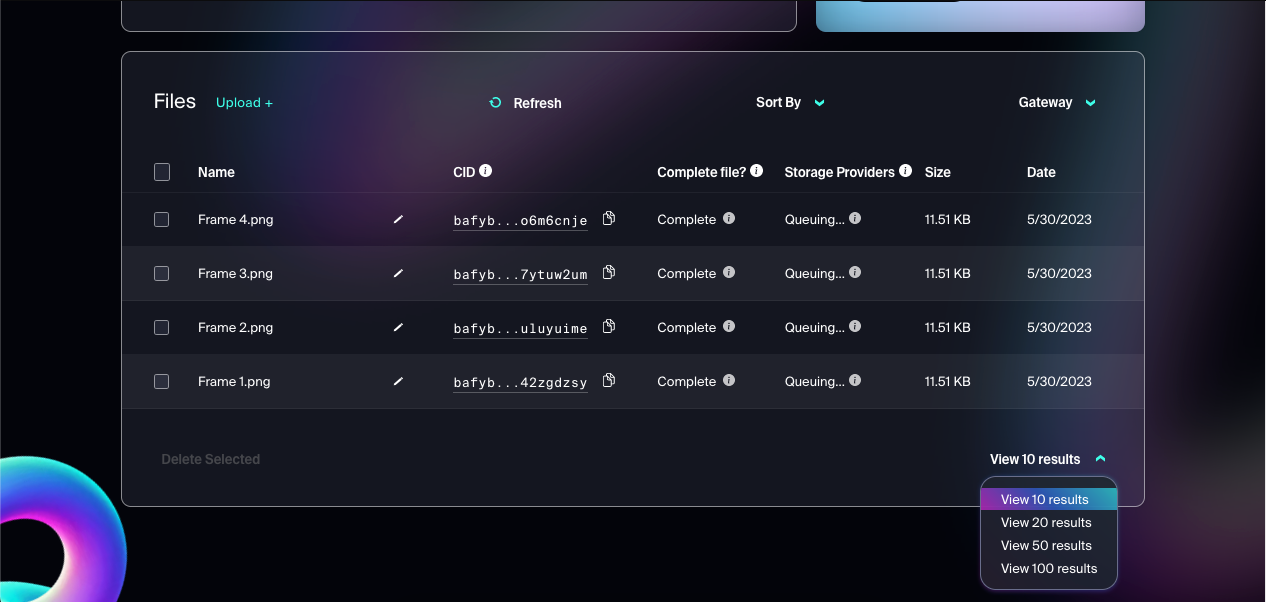 Files Upload + Refresh Sort By Gateway
Name CID Complete file? Storage Providers Size Date
Frame 4.png bafyb...o6m6cnje Complete Queuing... 11.51 KB 5/30/2023
Frame 3.png bafyb...7ytuw2um Complete Queuing... 11.51 KB 5/30/2023
Frame 2.png bafyb...uluyuime Complete Queuing... 11.51 KB 5/30/2023
Frame 1.png bafyb...42zgdzsy Complete Queuing... 11.51 KB 5/30/2023
Delete Selected View 10 results
View 10 results
View 20 results
View 50 results
View 100 results